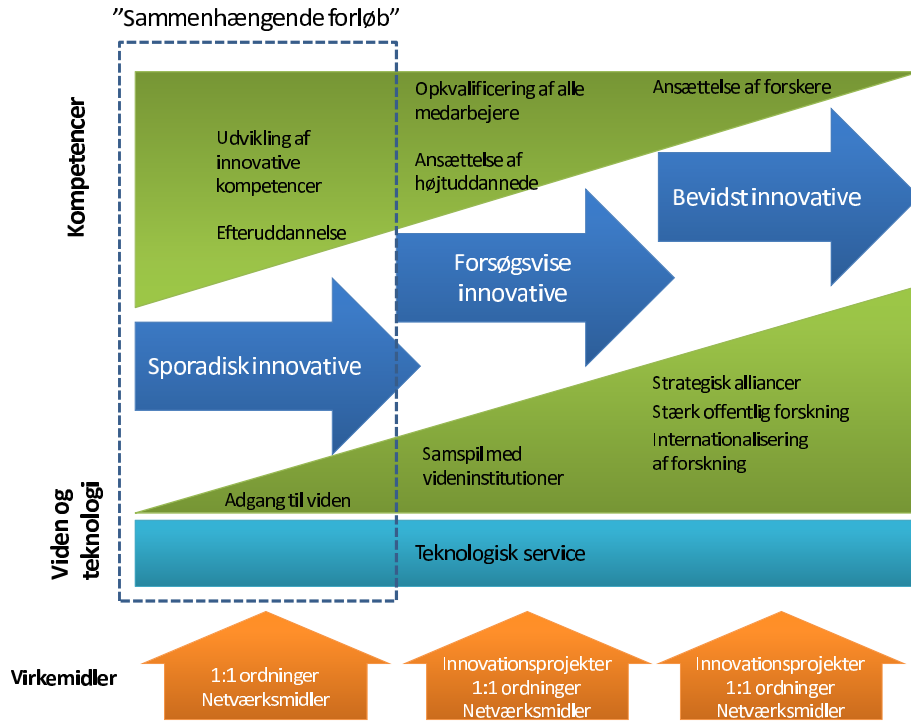 ”Sammenhængende forløb”
Kompetencer
Udvikling af
innovative
kompetencer
Efteruddannelse
Opkvalificering af alle
medarbejere
Ansættelse af
højtuddannede
Ansættelse af forskere
Sporadisk innovative
Forsøgsvise
innovative
Bevidst innovative
Viden og
teknologi
Adgang til viden
Samspil med
videninstitutioner
Strategisk alliancer
Stærk offentlig forskning
Internationalisering
af forskning
Teknologisk service
Virkemidler
1:1 ordninger
Netværksmidler
Innovationsprojekter
1:1 ordninger
Netværksmidler
Innovationsprojekter
1:1 ordninger
Netværksmidler